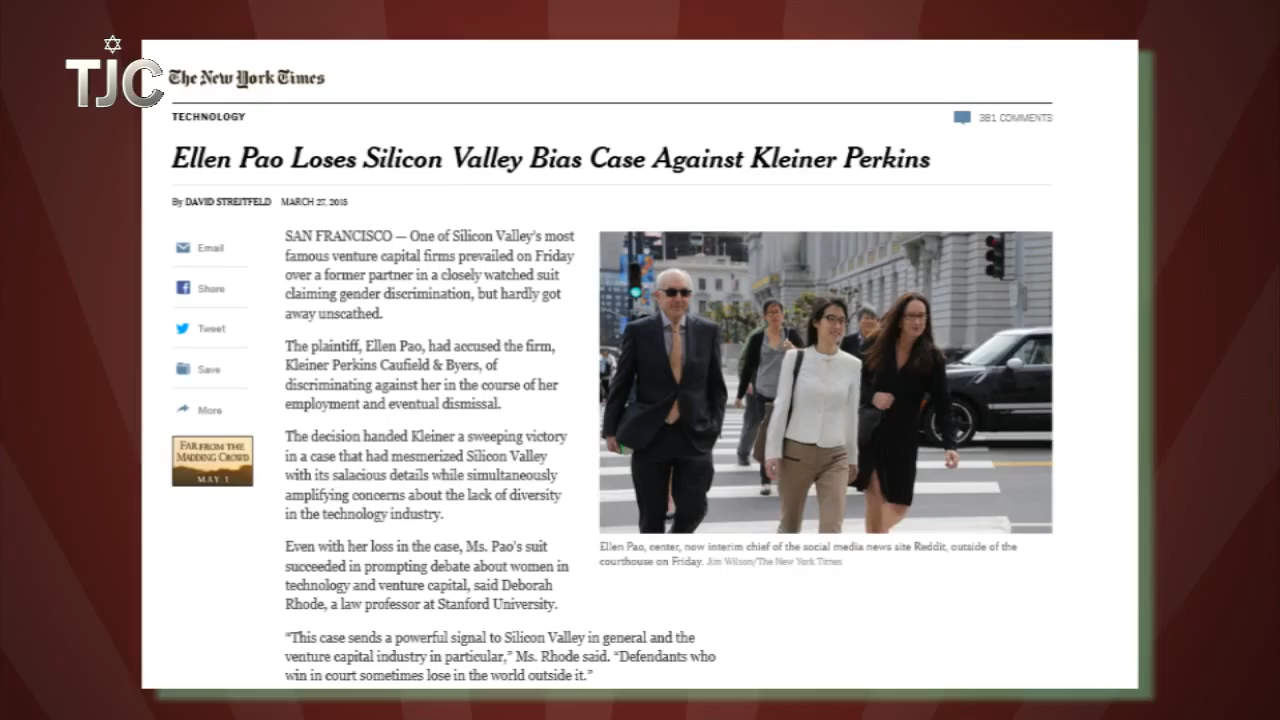 TJC
The New York Times
TECHNOLOGY
381 COMMENTS
Ellen Pao Loses Silicon Valley Bias Case Against Kleiner Perkins
By DAVID STREITFELD MARCH 27, 2015
Email
Share
Tweet
Save
More
FAR FROM THE
MADDING CROWD
MAY 1
SAN FRANCISCO — One of Silicon Valley's most
famous venture capital firms prevailed on Friday
over a former partner in a closely watched suit
claiming gender discrimination, but hardly got
away unscathed.
The plaintiff, Ellen Pao, had accused the firm,
Kleiner Perkins Caufield & Byers, of
discriminating against her in the course of her
employment and eventual dismissal.
The decision handed Kleiner a sweeping victory
in a case that had mesmerized Silicon Valley
with its salacious details while simultaneously
amplifying concerns about the lack of diversity
in the technology industry.
Even with her loss in the case, Ms. Pao's suit
succeeded in prompting debate about women in
technology and venture capital, said Deborah
Rhode, a law professor at Stanford University.
“This case sends a powerful signal to Silicon Valley in general and the
venture capital industry in particular,” Ms. Rhode said. “Defendants who
win in court sometimes lose in the world outside it.”
Ellen Pao, center, now interim chief of the social media news site Reddit, outside of the
courthouse on Friday. Jim Wilson/The New York Times